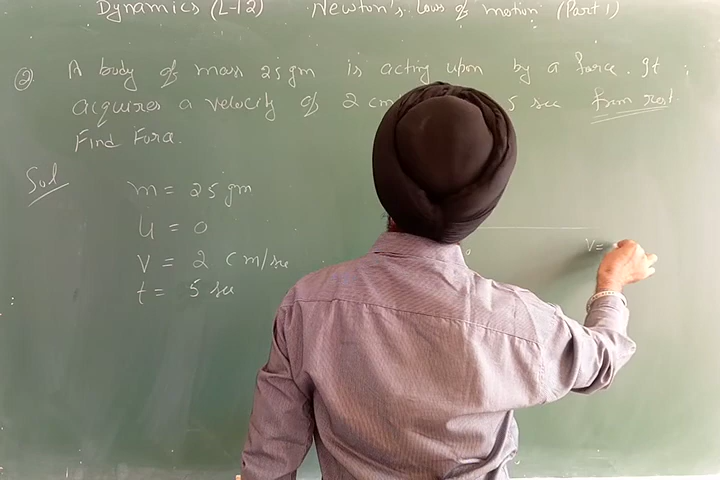 Dynamics (L-12) Newton's Laws of motion (Part 1)
② A body of mass 25 gm is acting upon by a force. It
acquires a velocity of 2 cm 5 sec from rest.
Find Force.
Sol
m = 25 gm
u = 0
V = 2 cm/sec
t = 5 sec
V=